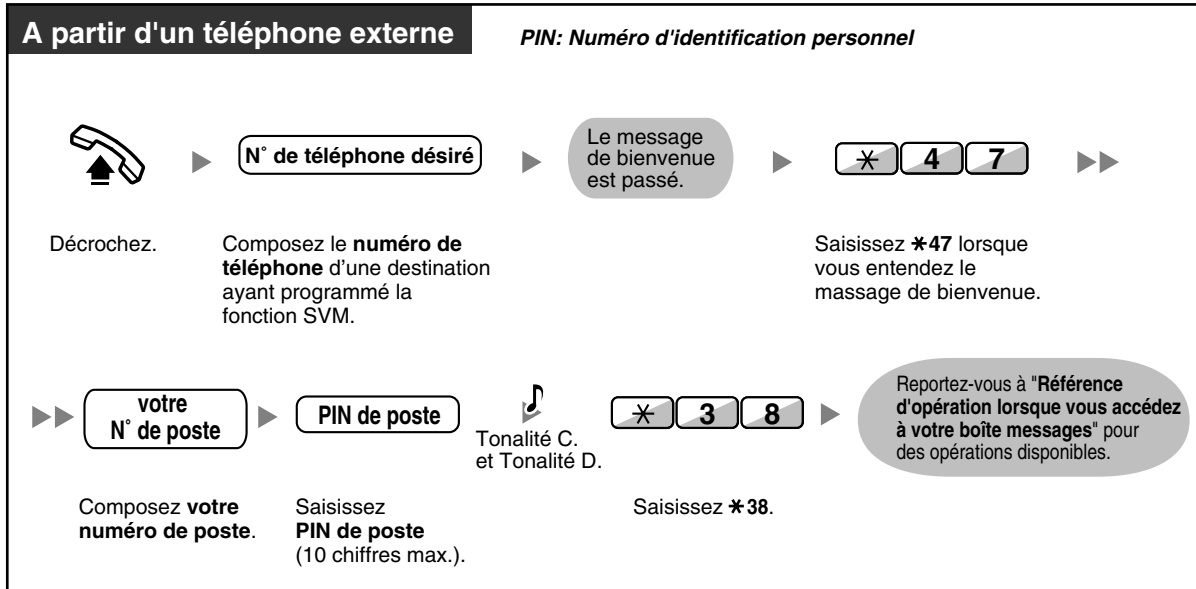 A partir d'un téléphone externe
PIN: Numéro d'identification personnel
N° de téléphone désiré
Le message
de bienvenue
est passé.
* 4 7
Décrochez.
Composez le numéro de
téléphone d'une destination
ayant programmé la
fonction SVM.
Saisissez *47 lorsque
vous entendez le
massage de bienvenue.
votre
N° de poste
PIN de poste
Tonalité C.
et Tonalité D.
* 3 8
Reportez-vous à "Référence
d'opération lorsque vous accédez
à votre boîte messages" pour
des opérations disponibles.
Composez votre
numéro de poste.
Saisissez
PIN de poste
(10 chiffres max.).
Saisissez *38.